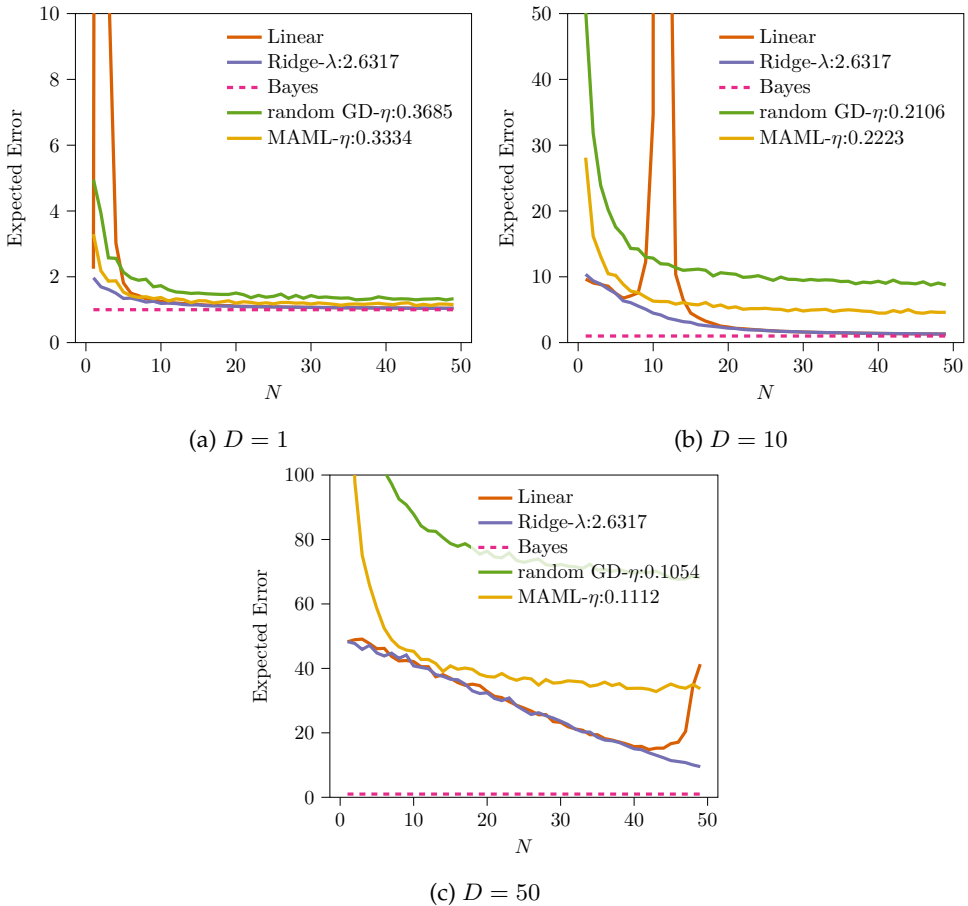 10
8
6
4
2
0
Expected Error
0
10
20
30
40
50
N
Linear
Ridge-λ:2.6317
Bayes
random GD-η:0.3685
MAML-η:0.3334
(a) D = 1
50
40
30
20
10
0
Expected Error
0
10
20
30
40
50
N
Linear
Ridge-λ:2.6317
Bayes
random GD-η:0.2106
MAML-η:0.2223
(b) D = 10
100
80
60
40
20
0
Expected Error
0
10
20
30
40
50
N
Linear
Ridge-λ:2.6317
Bayes
random GD-η:0.1054
MAML-η:0.1112
(c) D = 50